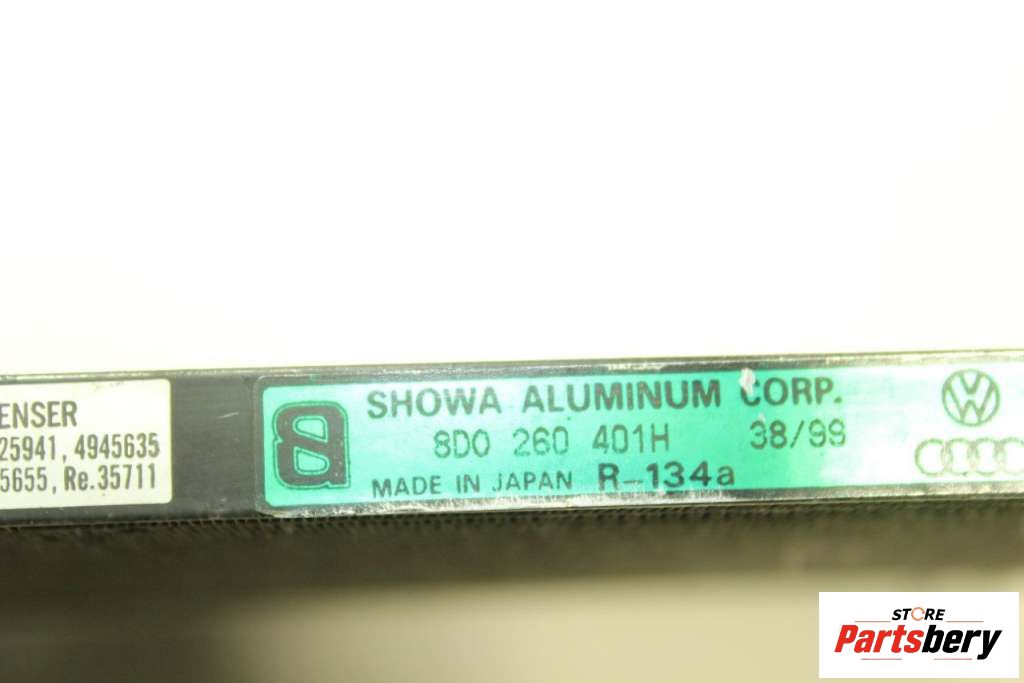 ENSER
25941, 4945635
5655, Re.35711
SHOWA ALUMINUM CORP.
8D0 260 401H 38/99
MADE IN JAPAN R-134a
STORE
Partsbery